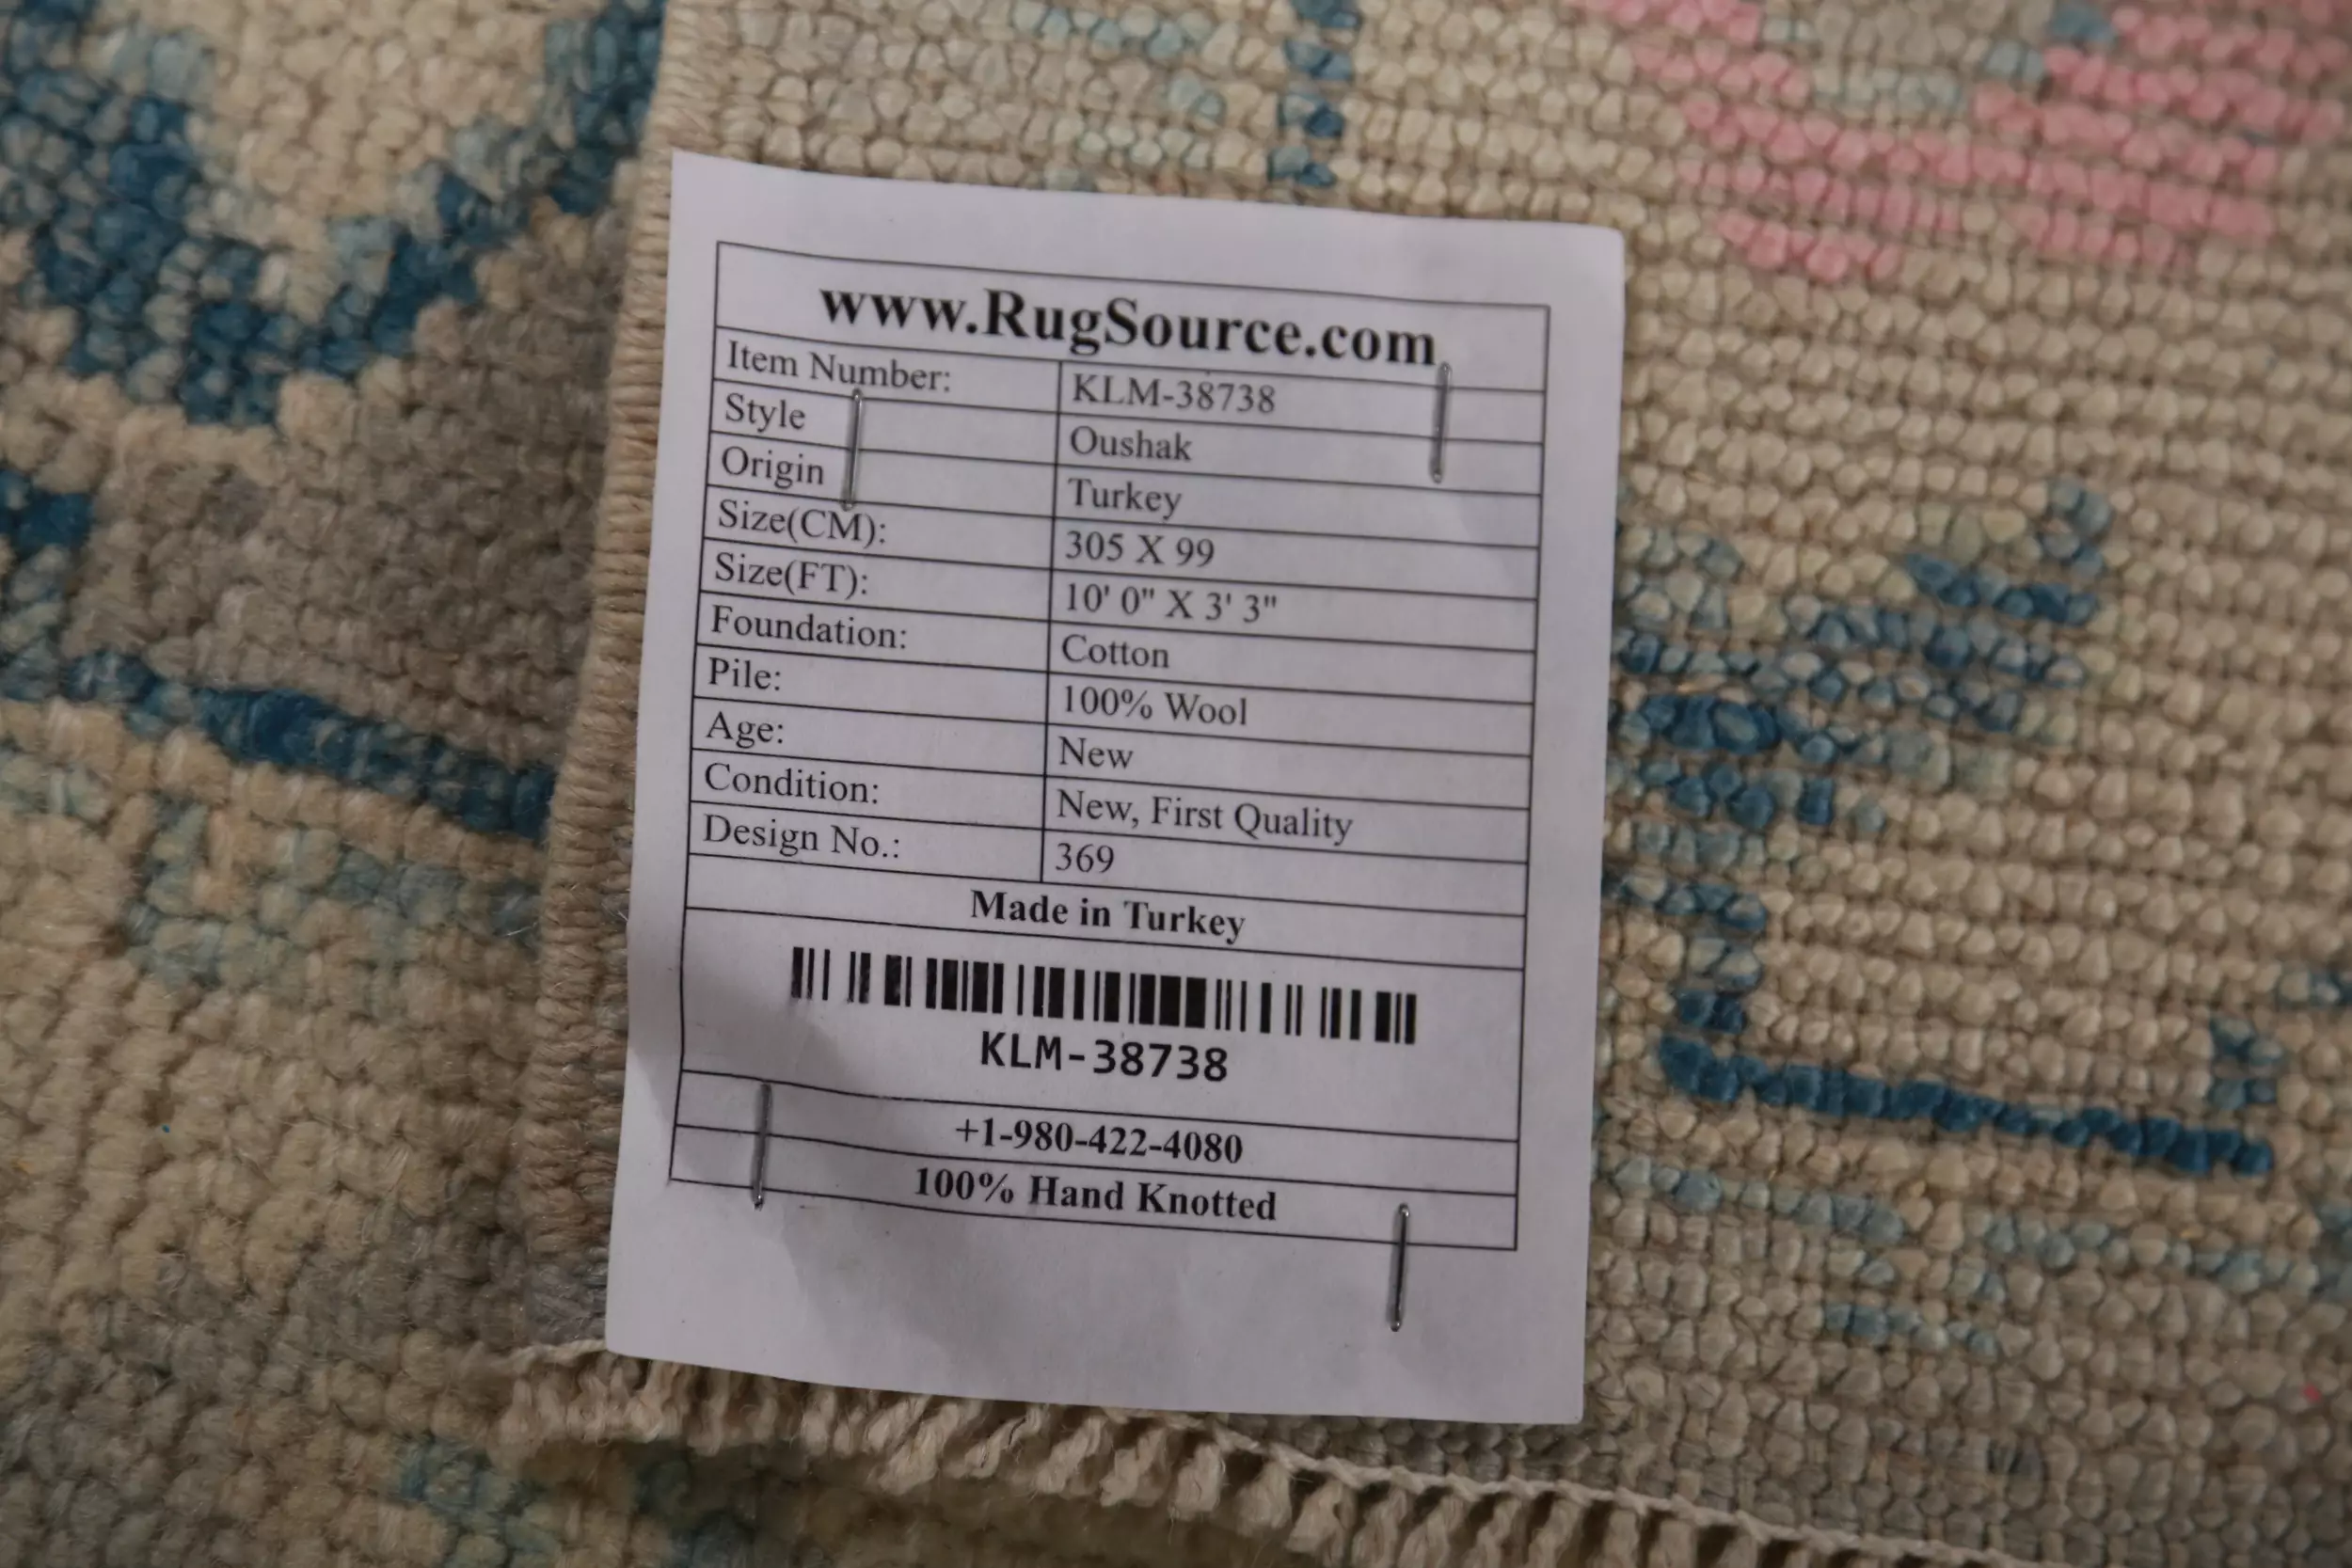 www.RugSource.com
Item Number: KLM-38738
Style Oushak
Origin Turkey
Size(CM): 305 X 99
Size(FT): 10' 0" X 3' 3"
Foundation: Cotton
Pile: 100% Wool
Age: New
Condition: New, First Quality
Design No.: 369
Made in Turkey
KLM-38738
+1-980-422-4080
100% Hand Knotted